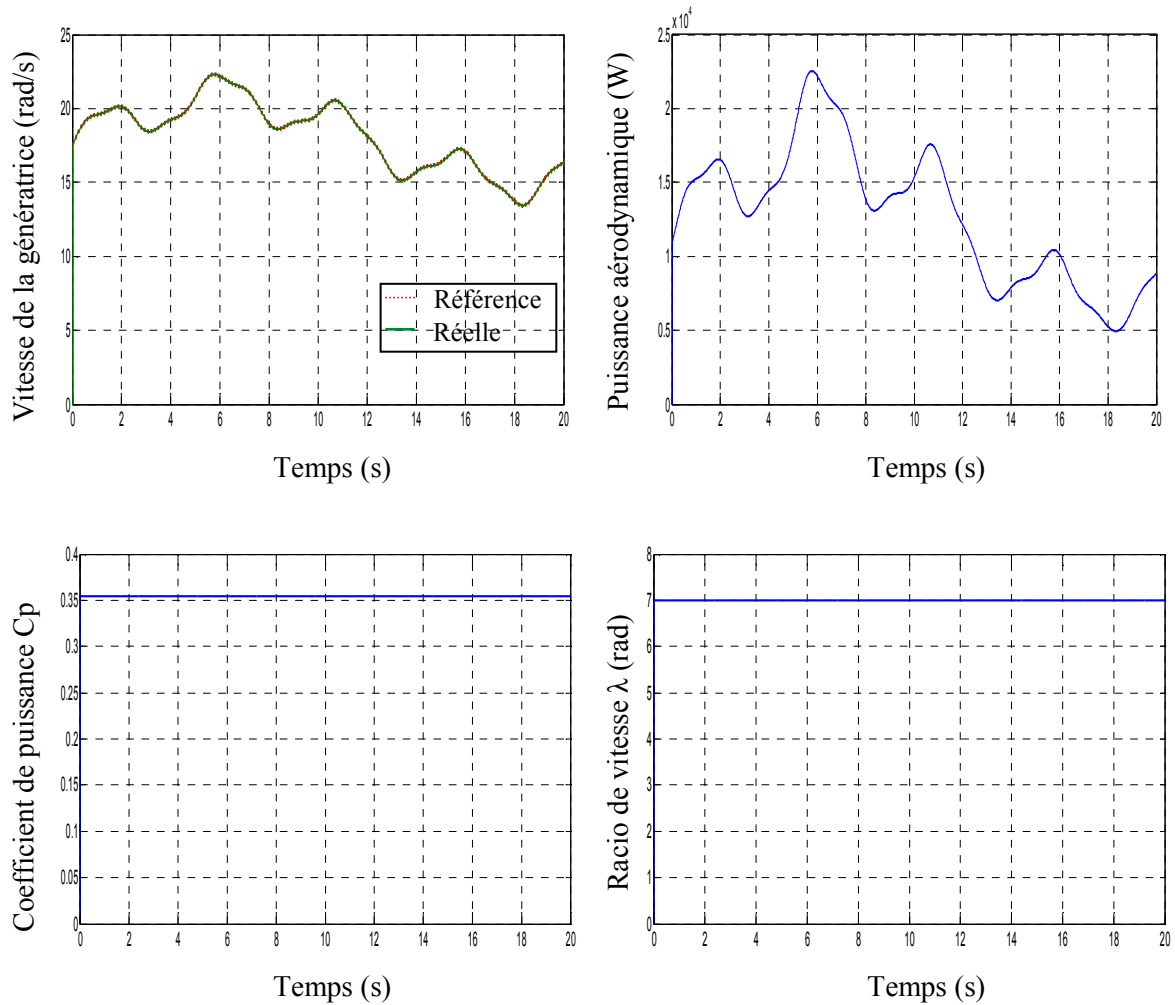 Vitesse de la génératrice (rad/s)
25
20
15
10
5
0
0 2 4 6 8 10 12 14 16 18 20
Référence
Réelle
Temps (s)
Puissance aérodynamique (W)
x10^4
2.5
2
1.5
1
0.5
0
0 2 4 6 8 10 12 14 16 18 20
Temps (s)
Coefficient de puissance Cp
0.4
0.35
0.3
0.25
0.2
0.15
0.1
0.05
0
0 2 4 6 8 10 12 14 16 18 20
Temps (s)
Racio de vitesse λ (rad)
8
7
6
5
4
3
2
1
0
0 2 4 6 8 10 12 14 16 18 20
Temps (s)